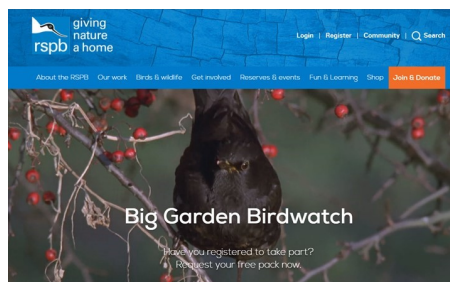 giving
nature
a home
rspb
Login | Register | Community | Search
About the RSPB Our work Birds & wildlife Get involved Reserves & events Fun & Learning Shop Join & Donate
Big Garden Birdwatch
Have you registered to take part?
Request your free pack now.